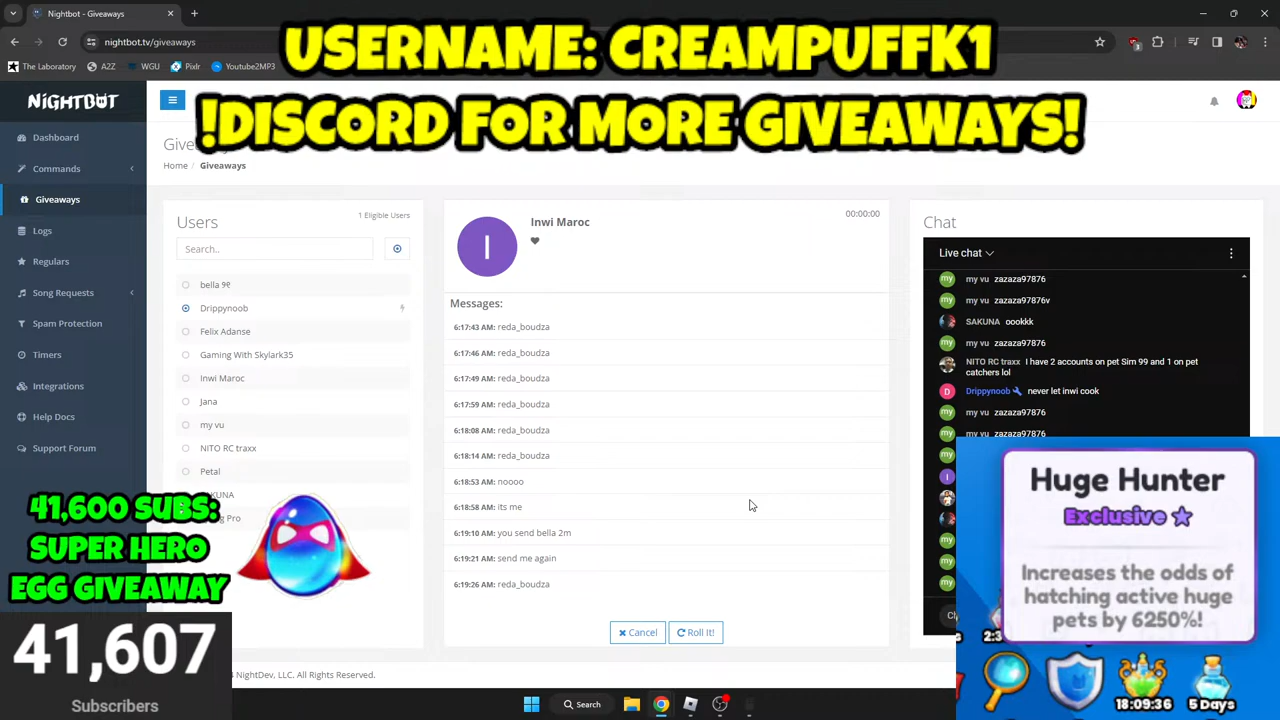 Nightbot
nightbot.tv/giveaways
The Laboratory
A2Z
WGU
Pixlr
Youtube2MP3
USERNAME: CREAMPUFFK1
!DISCORD FOR MORE GIVEAWAYS!
NIGHTBOT
Dashboard
Commands
Giveaways
Logs
Regulars
Song Requests
Spam Protection
Timers
Integrations
Help Docs
Support Forum
Home / Giveaways
Users
1 Eligible Users
Search..
bella
Drippynoob
Felix Adanse
Gaming With Skylark35
Inwi Maroc
Jana
my vu
NITO RC traxx
Petal
Pro
I
Inwi Maroc
00:00:00
Messages:
6:17:43 AM: reda_boudza
6:17:46 AM: reda_boudza
6:17:49 AM: reda_boudza
6:17:59 AM: reda_boudza
6:18:08 AM: reda_boudza
6:18:14 AM: reda_boudza
6:18:53 AM: noooo
6:18:58 AM: its me
6:19:10 AM: you send bella 2m
6:19:21 AM: send me again
6:19:26 AM: reda_boudza
Cancel
Roll It!
Chat
Live chat
my my vu zazaza97876
my my vu zazaza97876v
SAKUNA oookkk
my my vu zazaza97876
NITO RC traxx I have 2 accounts on pet Sim 99 and 1 on pet
catchers lol
D Drippynoob never let inwi cook
my my vu zazaza97876
my my vu zazaza97876
my
I
my
my
my
41,600 SUBS:
SUPER HERO
EGG GIVEAWAY
41,607
Subscribers
NightDev, LLC. All Rights Reserved.
Huge Hunter
Exclusive
Increases the odds of
hatching active huge
pets by 6250%!
18:09:36
5 Days
Search